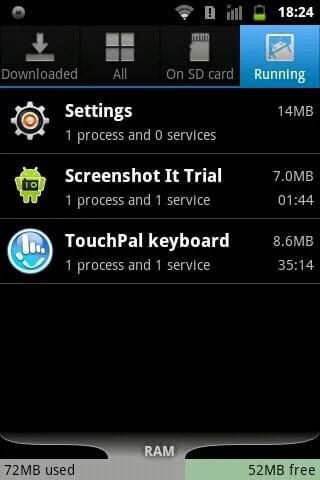 18:24
Downloaded
All
On SD card
Running
Settings 14MB
1 process and 0 services
Screenshot It Trial 7.0MB
1 process and 1 service 01:44
TouchPal keyboard 8.6MB
1 process and 1 service 35:14
RAM
72MB used 52MB free